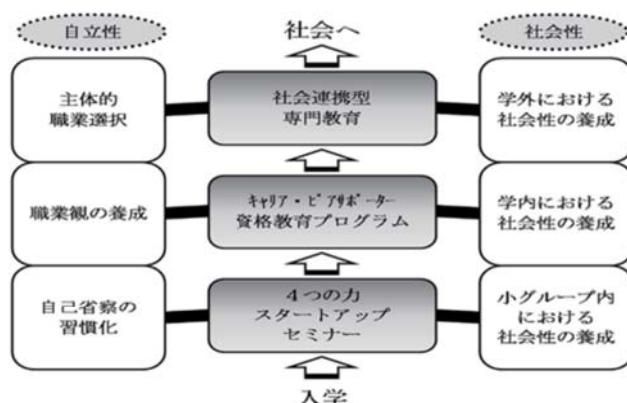 自立性
社会へ
社会性
主体的
職業選択
社会連携型
専門教育
学外における
社会性の養成
職業観の養成
キャリア・ピアサポーター
資格教育プログラム
学内における
社会性の養成
自己省察の
習慣化
4つの力
スタートアップ
セミナー
小グループ内
における
社会性の養成
入学